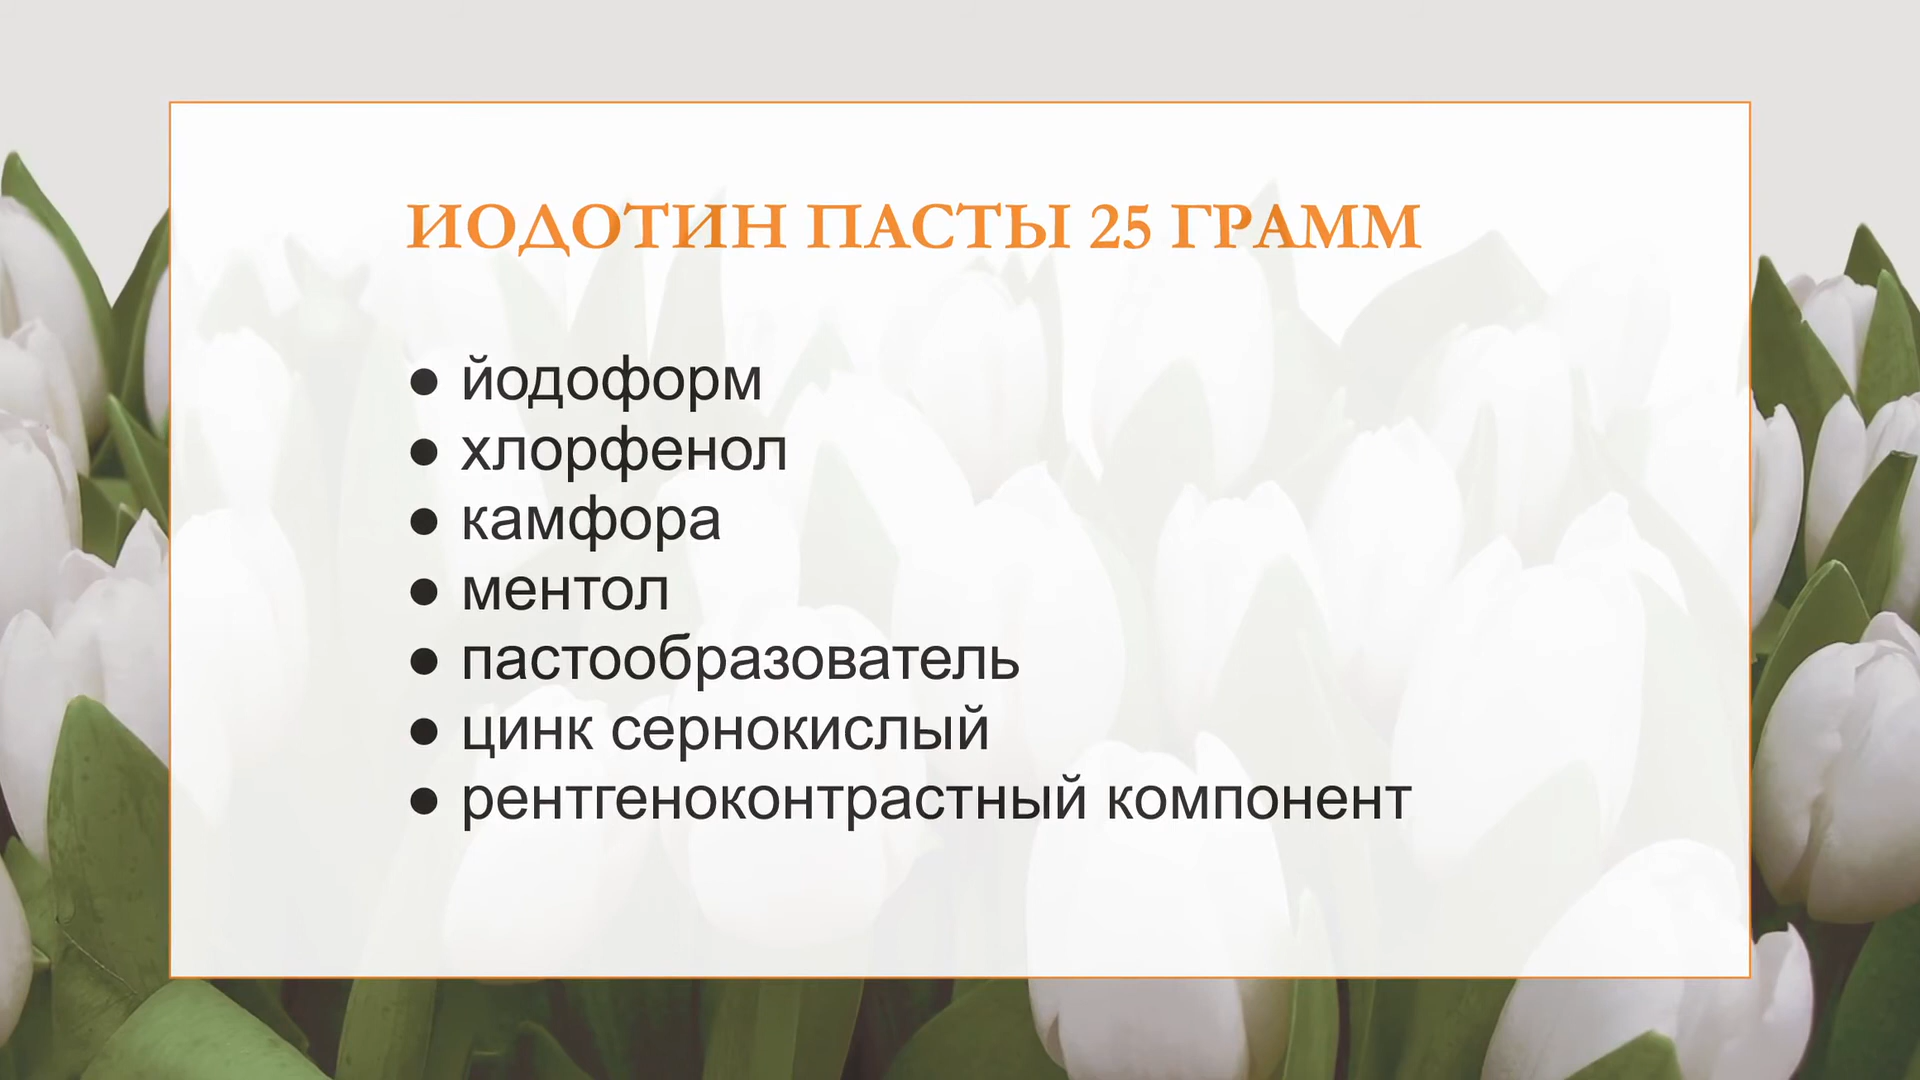 ИОДОТИН ПАСТЫ 25 ГРАММ
● йодоформ
● хлорфенол
● камфора
● ментол
● пастообразователь
● цинк сернокислый
● рентгеноконтрастный компонент